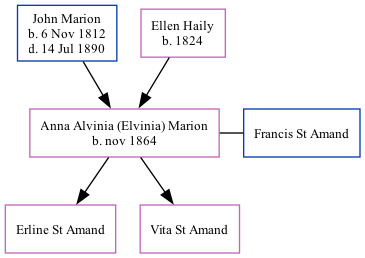 John Marion
b. 6 Nov 1812
d. 14 Jul 1890
Ellen Haily
b. 1824
Anna Alvinia (Elvinia) Marion
b. nov 1864
Francis St Amand
Erline St Amand
Vita St Amand